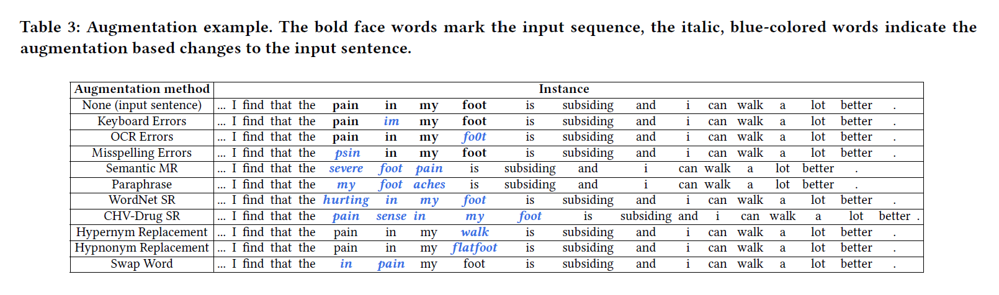 Table 3: Augmentation example. The bold face words mark the input sequence, the italic, blue-colored words indicate the
augmentation based changes to the input sentence.
Augmentation method Instance
None (input sentence) ... I find that the pain in my foot is subsiding and i can walk a lot better .
Keyboard Errors ... I find that the pain im my foot is subsiding and i can walk a lot better .
OCR Errors ... I find that the pain in my fo0t is subsiding and i can walk a lot better .
Misspelling Errors ... I find that the psin in my foot is subsiding and i can walk a lot better .
Semantic MR ... I find that the severe foot pain is subsiding and i can walk a lot better .
Paraphrase ... I find that the my foot aches is subsiding and i can walk a lot better .
WordNet SR ... I find that the hurting in my foot is subsiding and i can walk a lot better .
CHV-Drug SR ... I find that the pain sense in my foot is subsiding and i can walk a lot better .
Hypernym Replacement ... I find that the pain in my walk is subsiding and i can walk a lot better .
Hypnonym Replacement ... I find that the pain in my flatfoot is subsiding and i can walk a lot better .
Swap Word ... I find that the in pain my foot is subsiding and i can walk a lot better .